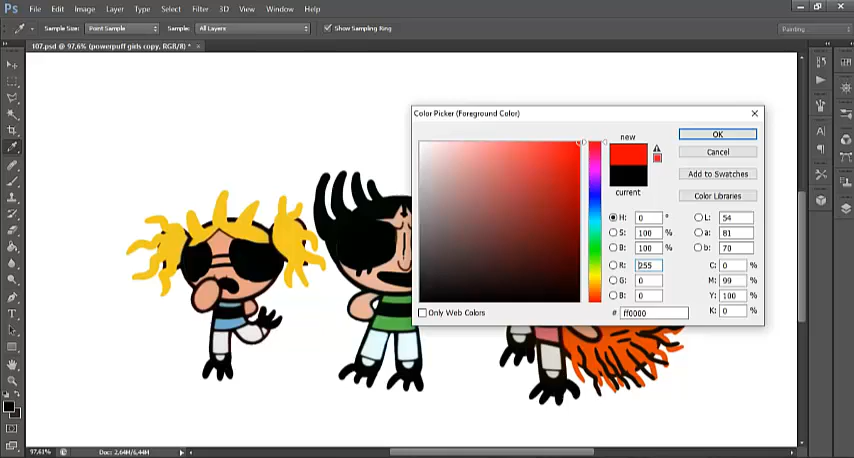 Ps File Edit Image Layer Type Select Filter 3D View Window Help
Sample Size: Point Sample Sample: All Layers Show Sampling Ring Painting
107.psd @ 97,6% (powerpuff girls copy, RGB/8) * ×
Color Picker (Foreground Color)
new
current
OK
Cancel
Add to Swatches
Color Libraries
H: 0 ° L: 54
S: 100 % a: 81
B: 100 % b: 70
R: 255 C: 0 %
G: 0 M: 99 %
B: 0 Y: 100 %
# ff0000 K: 0 %
Only Web Colors
97,61% Doc: 2,64M/6,44M